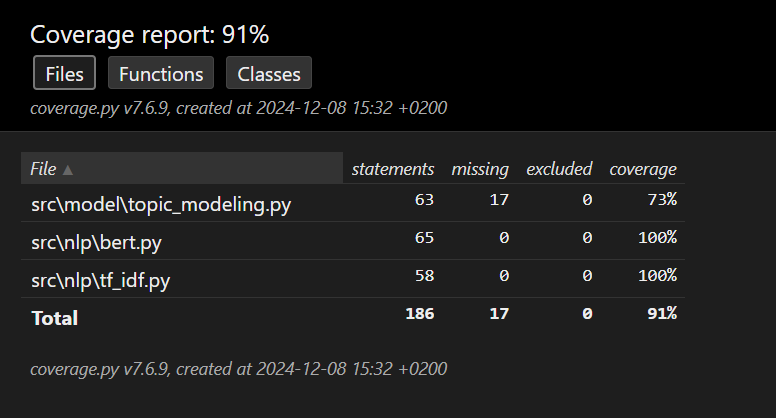 Coverage report: 91%
Files Functions Classes
coverage.py v7.6.9, created at 2024-12-08 15:32 +0200
File ▲ statements missing excluded coverage
src\model\topic_modeling.py 63 17 0 73%
src\nlp\bert.py 65 0 0 100%
src\nlp\tf_idf.py 58 0 0 100%
Total 186 17 0 91%
coverage.py v7.6.9, created at 2024-12-08 15:32 +0200